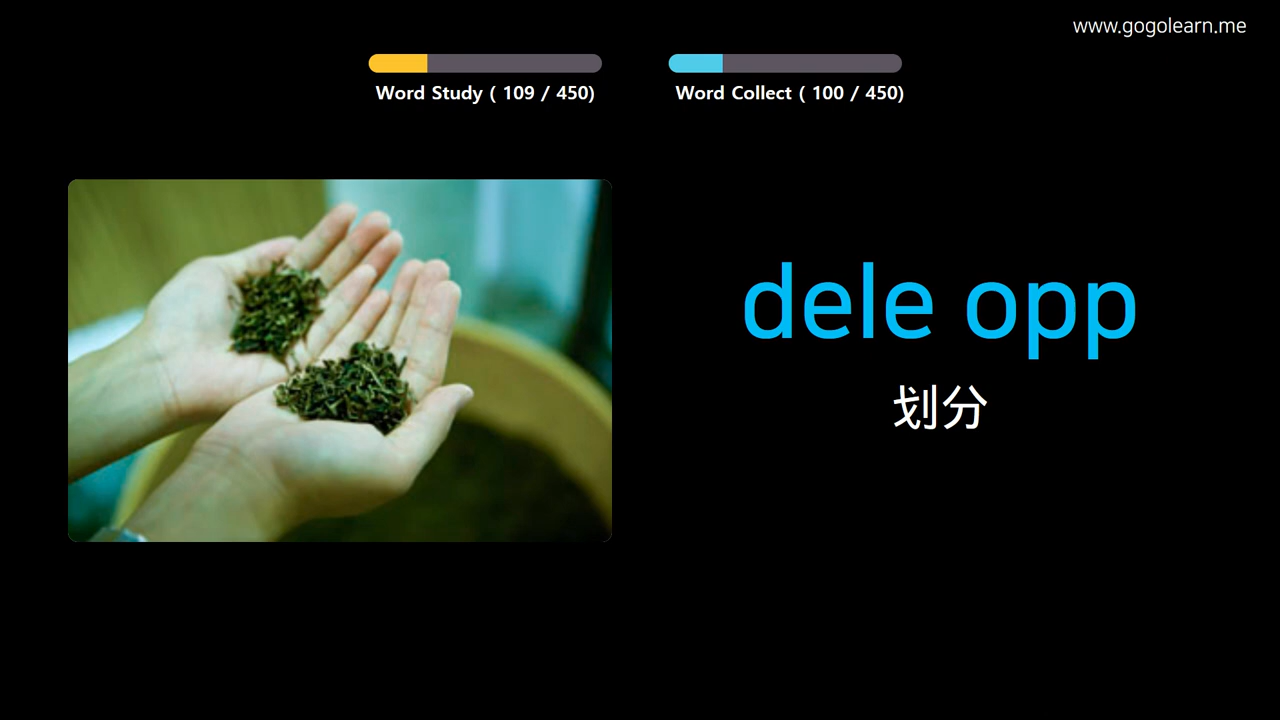 www.gogolearn.me
Word Study ( 109 / 450)
Word Collect ( 100 / 450)
dele opp
划分